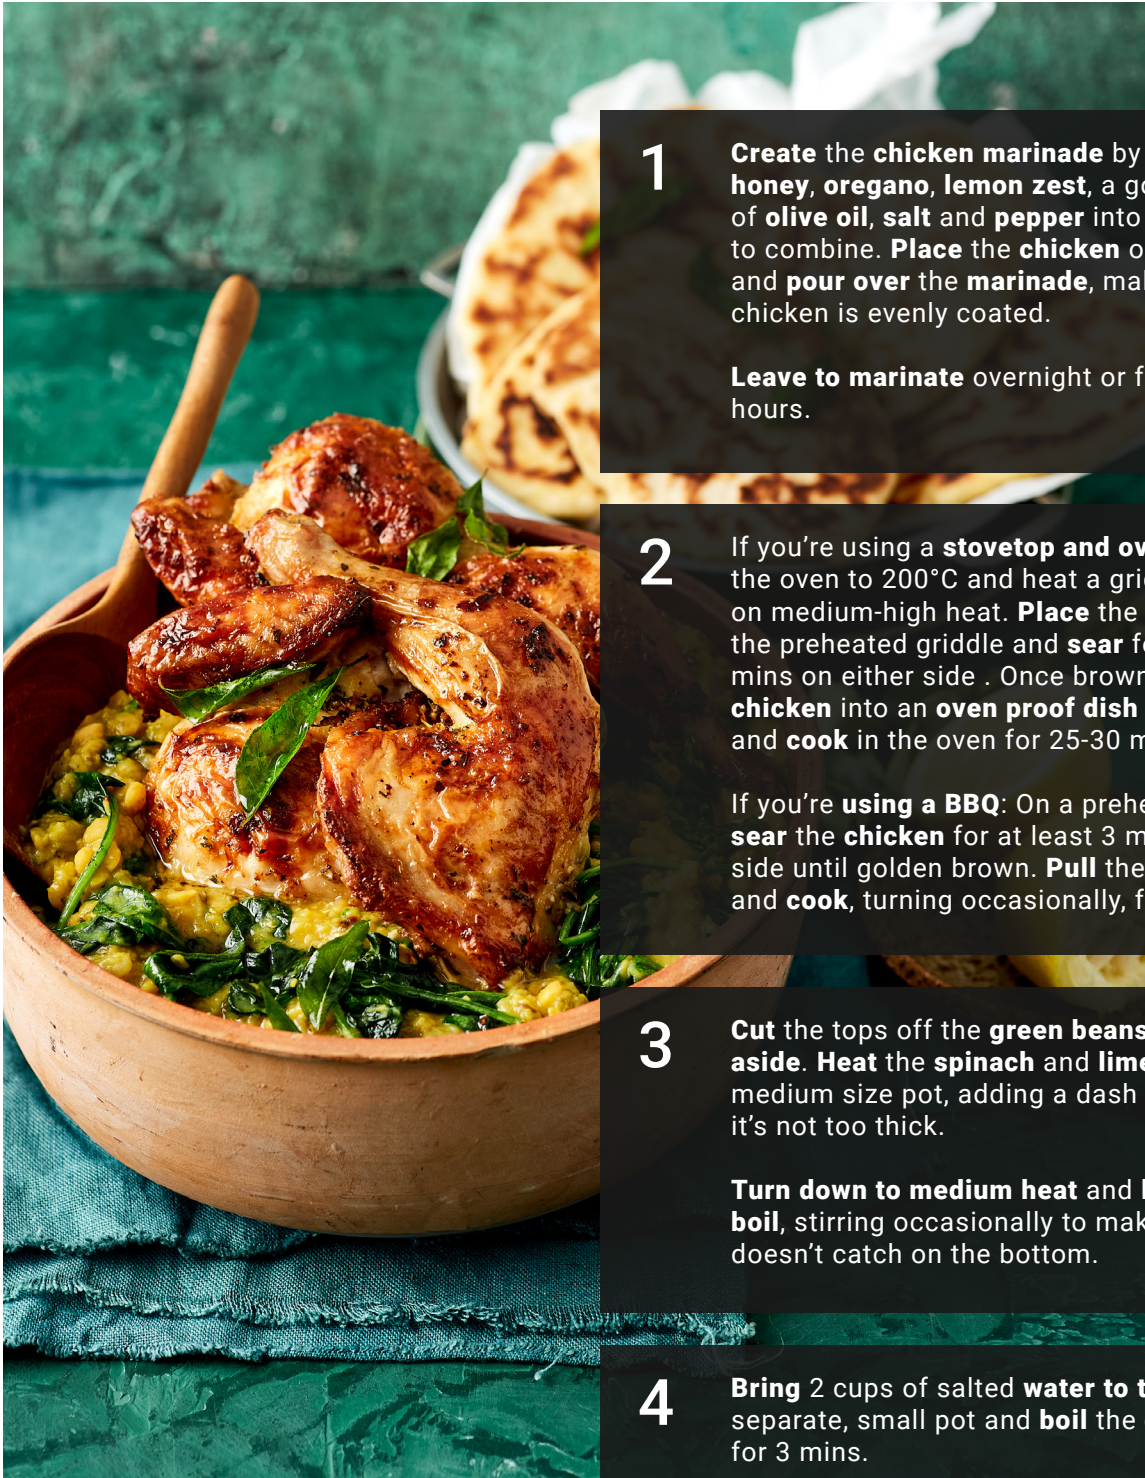 1
Create the chicken marinade by
honey, oregano, lemon zest, a
of olive oil, salt and pepper into
to combine. Place the chicken
and pour over the marinade,
chicken is evenly coated.
Leave to marinate overnight or
hours.
2
If you’re using a stovetop and
the oven to 200°C and heat a
on medium-high heat. Place the
the preheated griddle and sear
mins on either side . Once
chicken into an oven proof dish
and cook in the oven for 25-30
If you’re using a BBQ: On a
sear the chicken for at least 3
side until golden brown. Pull the
and cook, turning occasionally,
3
Cut the tops off the green beans
aside. Heat the spinach and
medium size pot, adding a dash
it’s not too thick.
Turn down to medium heat and
boil, stirring occasionally to
doesn’t catch on the bottom.
4
Bring 2 cups of salted water to
separate, small pot and boil the
for 3 mins.